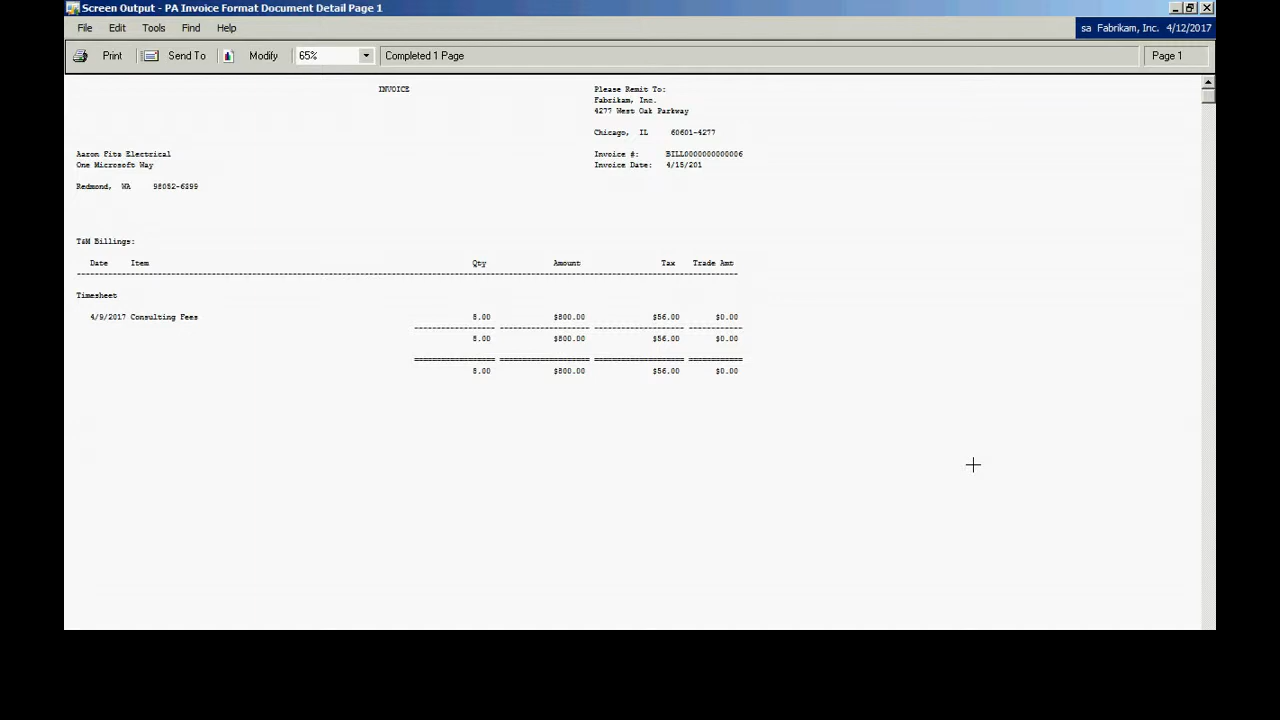 Screen Output - PA Invoice Format Document Detail Page 1
File Edit Tools Find Help
sa Fabrikam, Inc. 4/12/2017
Print Send To Modify 65% Completed 1 Page Page 1
INVOICE Please Remit To:
Fabrikam, Inc.
4277 West Oak Parkway
Chicago, IL 60601-4277
Aaron Fitz Electrical Invoice #: BILL0000000000006
One Microsoft Way Invoice Date: 4/15/201
Redmond, WA 98052-6399
T&M Billings:
Date Item Qty Amount Tax Trade Amt
Timesheet
4/9/2017 Consulting Fees 8.00 $800.00 $56.00 $0.00
8.00 $800.00 $56.00 $0.00
8.00 $800.00 $56.00 $0.00